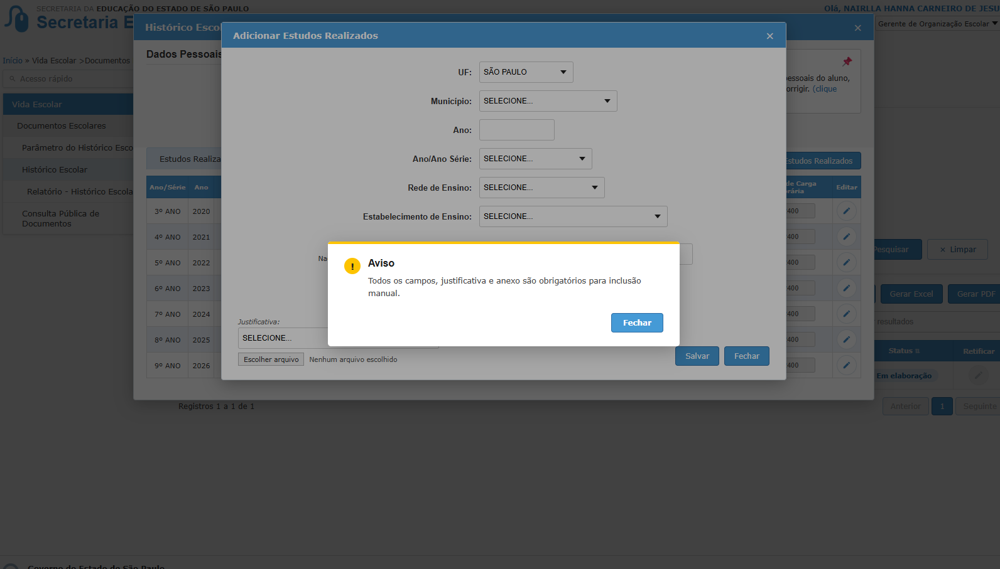 SECRETARIA DA EDUCAÇÃO DO ESTADO DE SÃO PAULO
Secretaria E
Olá, NAIRLLA HANNA CARNEIRO DE JESU
Gerente de Organização Escolar
Início » Vida Escolar >Documentos
Acesso rápido
Vida Escolar
Documentos Escolares
Parâmetro do Histórico Esco
Histórico Escolar
Relatório - Histórico Escola
Consulta Pública de
Documentos
Histórico Escol
Dados Pessoais
essoais do aluno,
orrigir. (clique
Estudos Realiza
Estudos Realizados
Ano/Série Ano
de Carga
rária
Editar
3º ANO 2020 400
4º ANO 2021 400
5º ANO 2022 400
6º ANO 2023 400
7º ANO 2024 400
8º ANO 2025 400
9º ANO 2026 400
Adicionar Estudos Realizados
UF: SÃO PAULO
Município: SELECIONE...
Ano:
Ano/Ano Série: SELECIONE...
Rede de Ensino: SELECIONE...
Estabelecimento de Ensino: SELECIONE...
Na
Aviso
Todos os campos, justificativa e anexo são obrigatórios para inclusão
manual.
Fechar
Justificativa:
SELECIONE...
Escolher arquivo Nenhum arquivo escolhido
Salvar Fechar
Pesquisar × Limpar
Gerar Excel Gerar PDF
resultados
Status Retificar
Em elaboração
Registros 1 a 1 de 1
Anterior 1 Seguinte
Governo do Estado de São Paulo